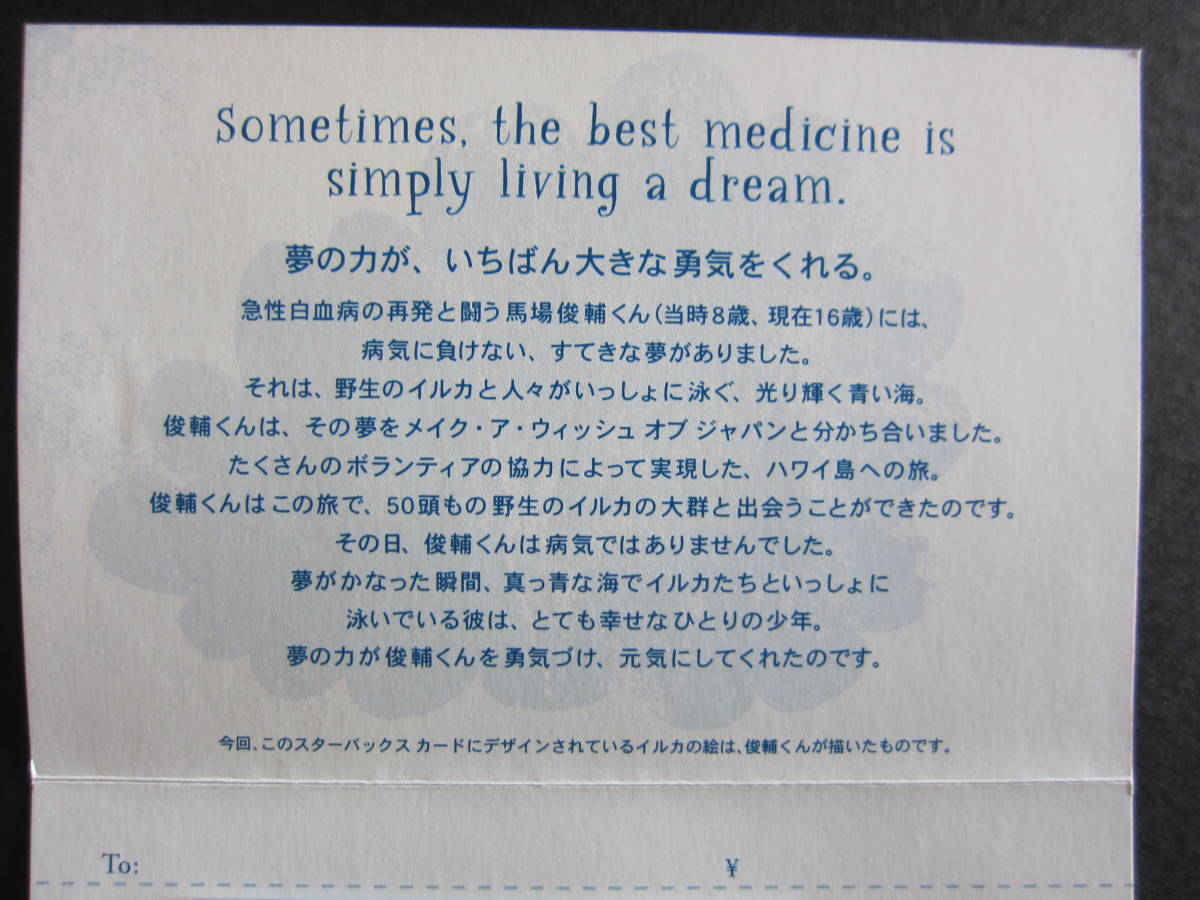 Sometimes, the best medicine is
simply living a dream.
夢の力が、いちばん大きな勇気をくれる。
急性白血病の再発と闘う馬場俊輔くん(当時8歳、現在16歳)には、
病気に負けない、すてきな夢がありました。
それは、野生のイルカと人々がいっしょに泳ぐ、光り輝く青い海。
俊輔くんは、その夢をメイク・ア・ウィッシュ オブ ジャパンと分かち合いました。
たくさんのボランティアの協力によって実現した、ハワイ島への旅。
俊輔くんはこの旅で、50頭もの野生のイルカの大群と出会うことができたのです。
その日、俊輔くんは病気ではありませんでした。
夢がかなった瞬間、真っ青な海でイルカたちといっしょに
泳いでいる彼は、とても幸せなひとりの少年。
夢の力が俊輔くんを勇気づけ、元気にしてくれたのです。
今回、このスターバックス カードにデザインされているイルカの絵は、俊輔くんが描いたものです。
To: ¥